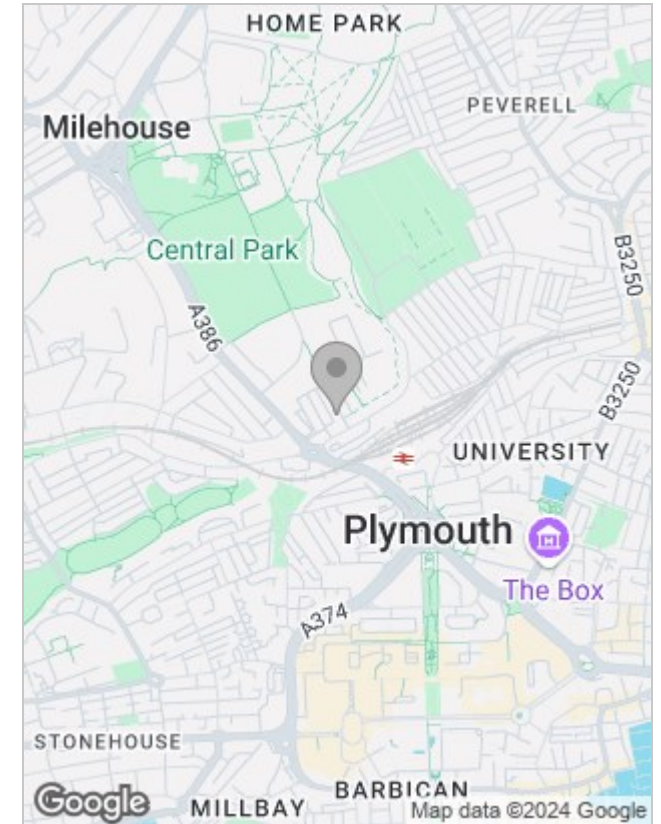 HOME PARK
PEVERELL
Milehouse
Central Park
B3250
A386
B3250
UNIVERSITY
Plymouth
The Box
A374
STONEHOUSE
BARBICAN
MILLBAY
Google
Map data ©2024 Google